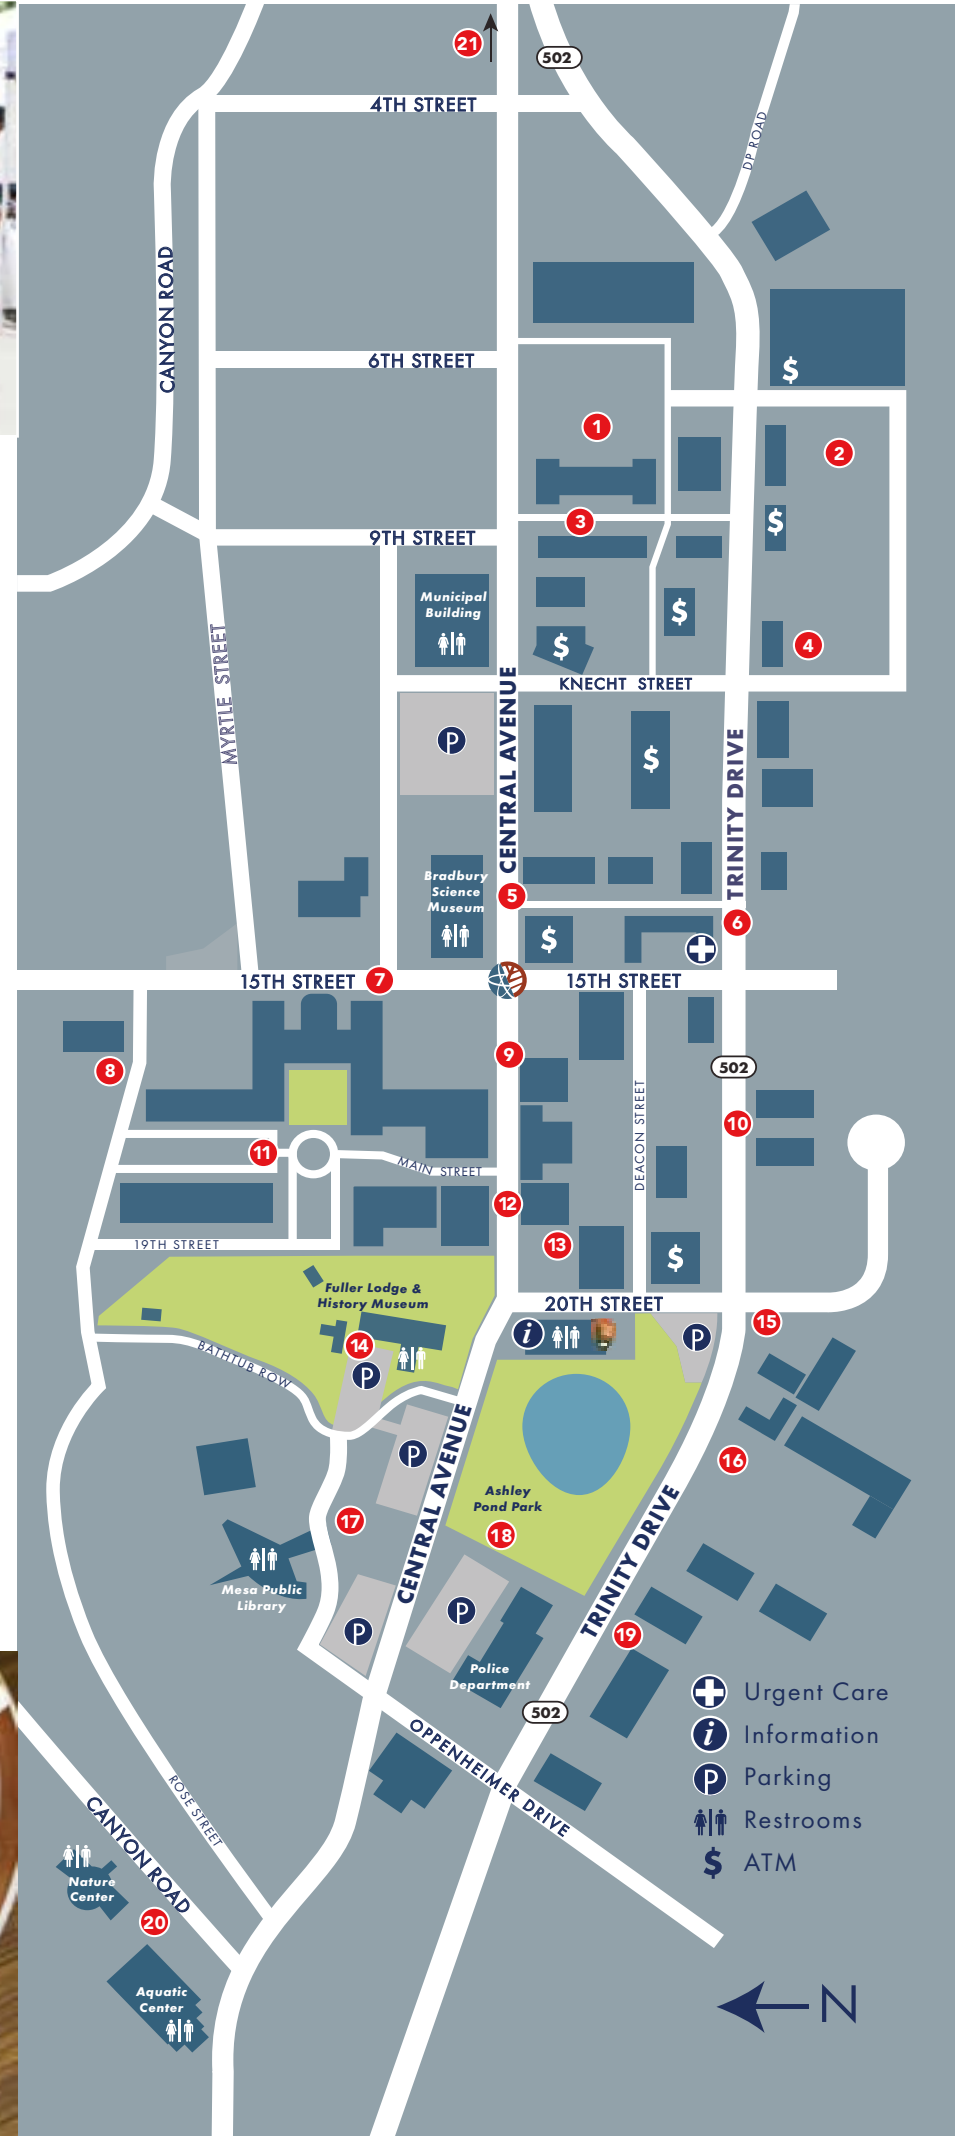 21
502
4TH STREET
DP ROAD
CANYON ROAD
6TH STREET
$
1
2
3
$
9TH STREET
Municipal
Building
$
$
4
MYRTLE STREET
KNECHT STREET
P
CENTRAL AVENUE
$
TRINITY DRIVE
Bradbury
Science
Museum
5
6
$
15TH STREET
7
15TH STREET
8
9
502
DEACON STREET
10
11
MAIN STREET
12
13
19TH STREET
$
Fuller Lodge &
History Museum
20TH STREET
i
P
15
14
P
BATHTUB ROW
P
CENTRAL AVENUE
16
Ashley
Pond Park
18
17
TRINITY DRIVE
Mesa Public
Library
P
P
19
Police
Department
502
Urgent Care
i Information
P Parking
Restrooms
$ ATM
OPPENHEIMER DRIVE
ROSE STREET
CANYON ROAD
Nature
Center
20
Aquatic
Center
N